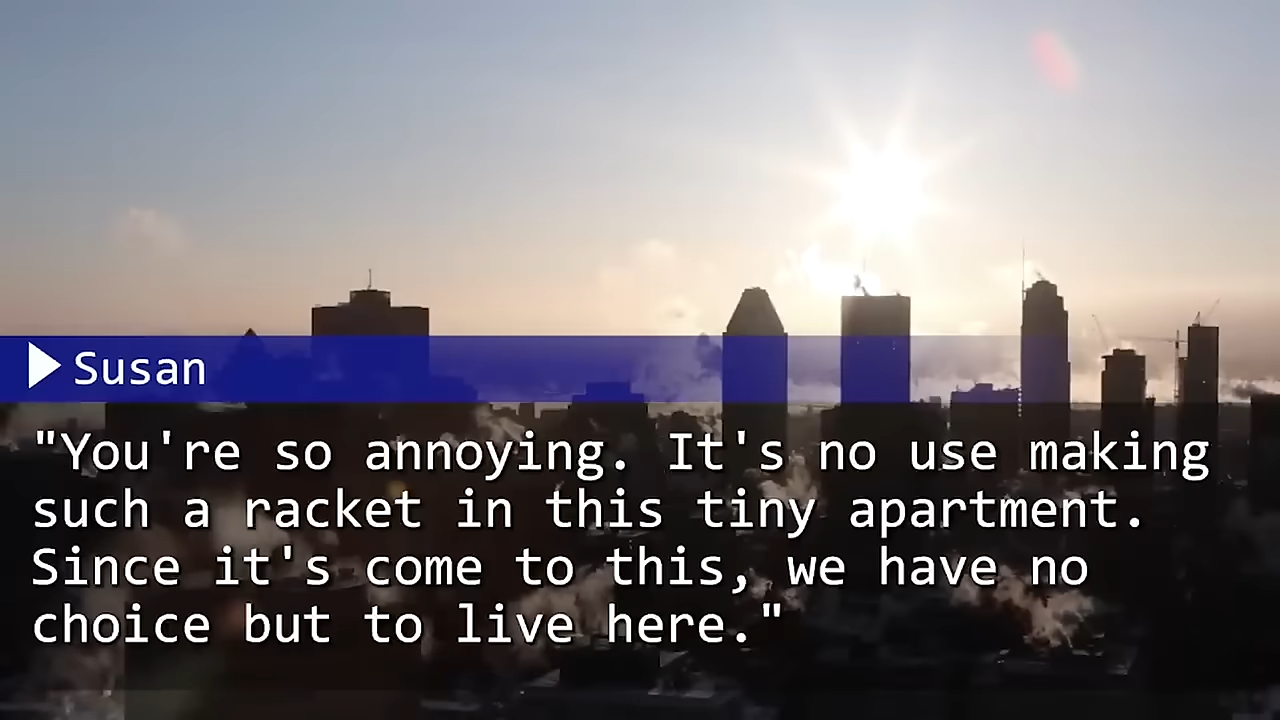 Susan
"You're so annoying. It's no use making
such a racket in this tiny apartment.
Since it's come to this, we have no
choice but to live here."